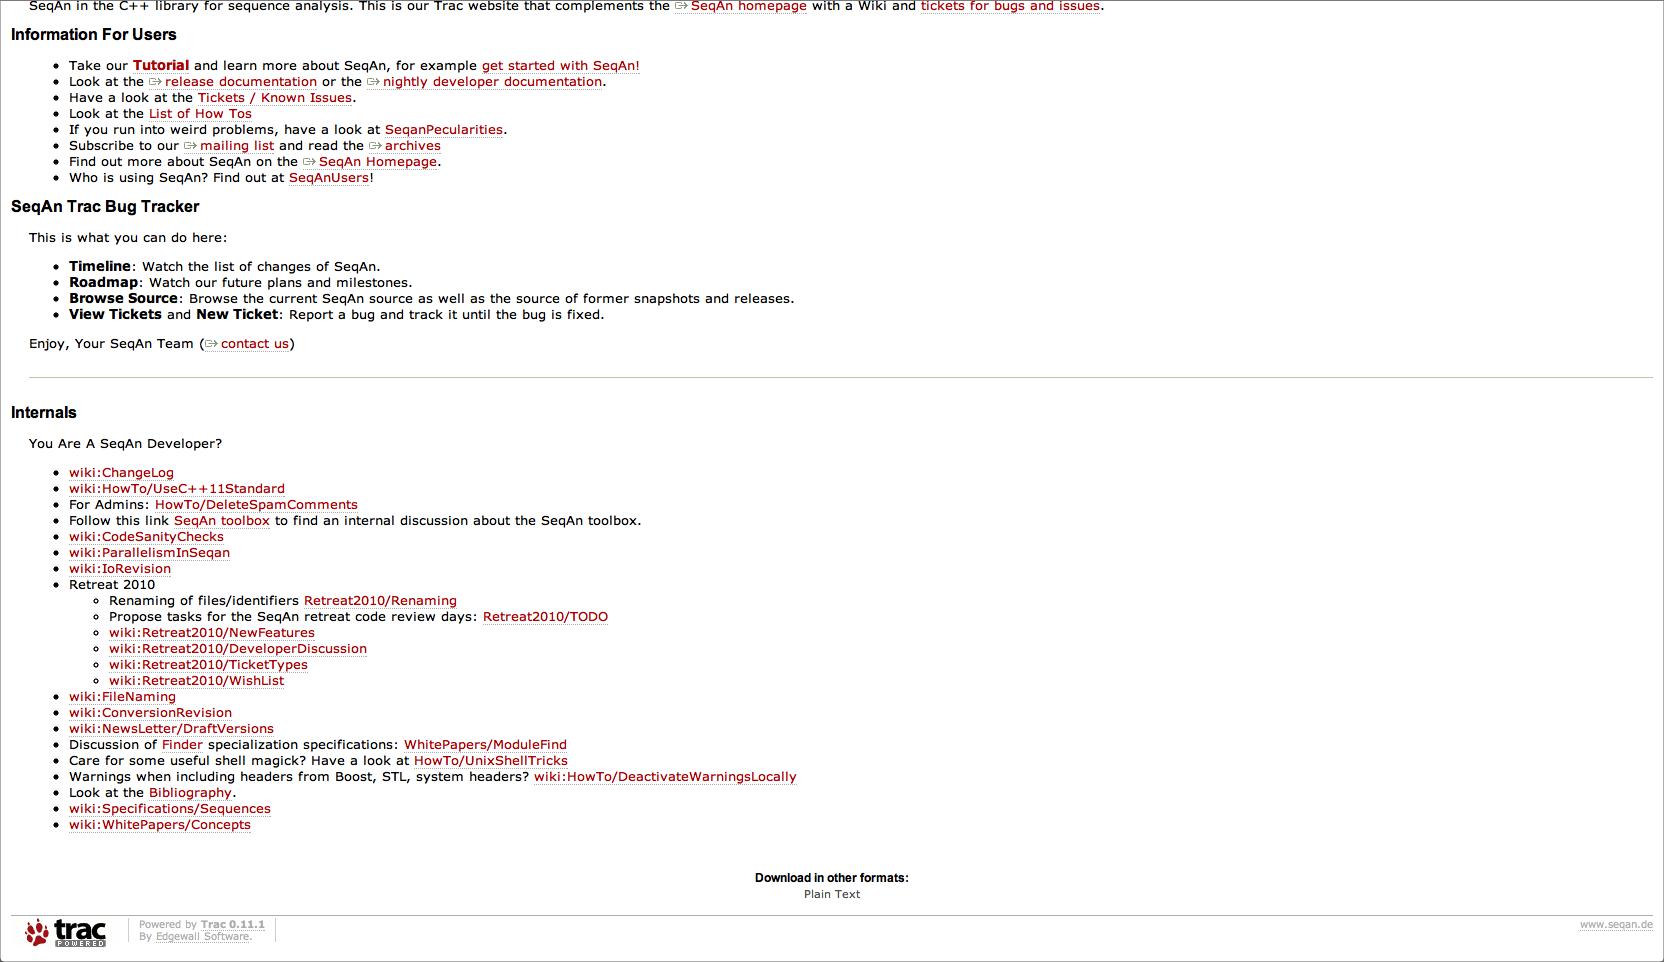 SeqAn in the C++ library for sequence analysis. This is our Trac website that complements the SeqAn homepage with a Wiki and tickets for bugs and issues.
Information For Users
Take our Tutorial and learn more about SeqAn, for example get started with SeqAn!
Look at the release documentation or the nightly developer documentation.
Have a look at the Tickets / Known Issues.
Look at the List of How Tos
If you run into weird problems, have a look at SeqanPecularities.
Subscribe to our mailing list and read the archives
Find out more about SeqAn on the SeqAn Homepage.
Who is using SeqAn? Find out at SeqAnUsers!
SeqAn Trac Bug Tracker
This is what you can do here:
Timeline: Watch the list of changes of SeqAn.
Roadmap: Watch our future plans and milestones.
Browse Source: Browse the current SeqAn source as well as the source of former snapshots and releases.
View Tickets and New Ticket: Report a bug and track it until the bug is fixed.
Enjoy, Your SeqAn Team (contact us)
Internals
You Are A SeqAn Developer?
wiki:ChangeLog
wiki:HowTo/UseC++11Standard
For Admins: HowTo/DeleteSpamComments
Follow this link SeqAn toolbox to find an internal discussion about the SeqAn toolbox.
wiki:CodeSanityChecks
wiki:ParallelismInSeqan
wiki:IoRevision
Retreat 2010
Renaming of files/identifiers Retreat2010/Renaming
Propose tasks for the SeqAn retreat code review days: Retreat2010/TODO
wiki:Retreat2010/NewFeatures
wiki:Retreat2010/DeveloperDiscussion
wiki:Retreat2010/TicketTypes
wiki:Retreat2010/WishList
wiki:FileNaming
wiki:ConversionRevision
wiki:NewsLetter/DraftVersions
Discussion of Finder specialization specifications: WhitePapers/ModuleFind
Care for some useful shell magick? Have a look at HowTo/UnixShellTricks
Warnings when including headers from Boost, STL, system headers? wiki:HowTo/DeactivateWarningsLocally
Look at the Bibliography.
wiki:Specifications/Sequences
wiki:WhitePapers/Concepts
Download in other formats:
Plain Text
trac
POWERED
Powered by Trac 0.11.1
By Edgewall Software.
www.seqan.de